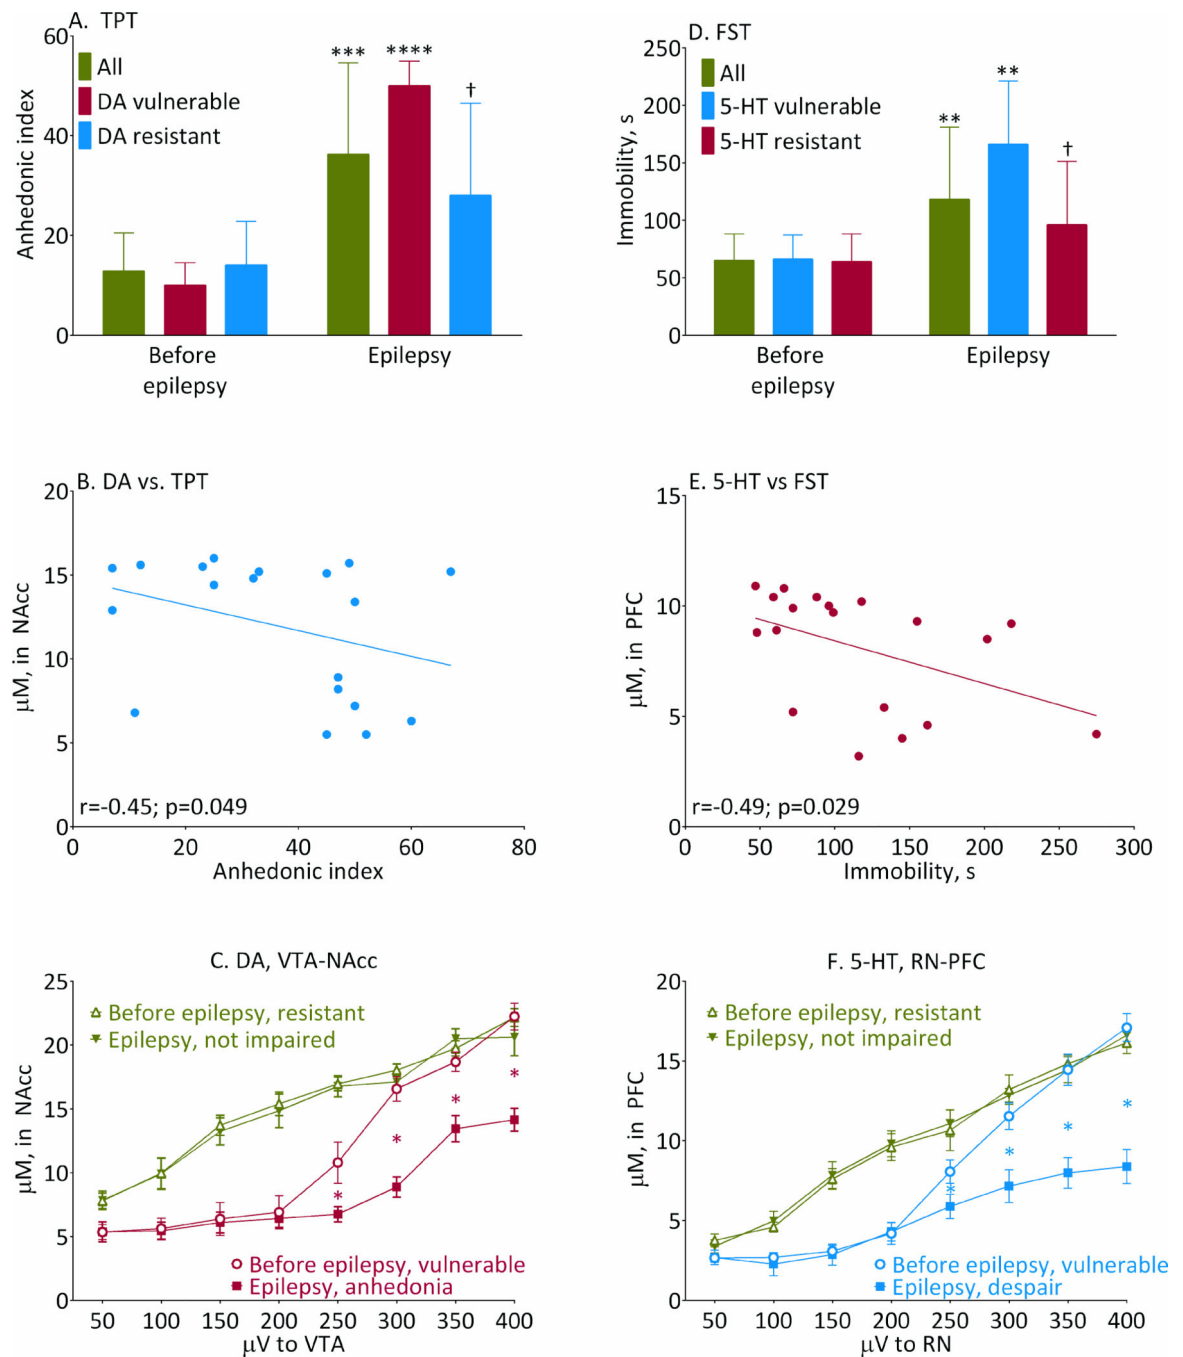 A. TPT
60
40
20
0
Anhedonic index
All
DA vulnerable
DA resistant
***
****
†
Before
epilepsy
Epilepsy
D. FST
250
200
150
100
50
0
Immobility, s
All
5-HT vulnerable
5-HT resistant
**
**
†
Before
epilepsy
Epilepsy
B. DA vs. TPT
20
15
10
5
0
μM, in NAcc
r=-0.45; p=0.049
0 20 40 60 80
Anhedonic index
E. 5-HT vs FST
15
10
5
0
μM, in PFC
r=-0.49; p=0.029
0 50 100 150 200 250 300
Immobility, s
C. DA, VTA-NAcc
25
20
15
10
5
0
μM, in NAcc
Before epilepsy, resistant
Epilepsy, not impaired
*
*
*
*
Before epilepsy, vulnerable
Epilepsy, anhedonia
50 100 150 200 250 300 350 400
μV to VTA
F. 5-HT, RN-PFC
20
15
10
5
0
μM, in PFC
Before epilepsy, resistant
Epilepsy, not impaired
*
*
*
*
Before epilepsy, vulnerable
Epilepsy, despair
50 100 150 200 250 300 350 400
μV to RN